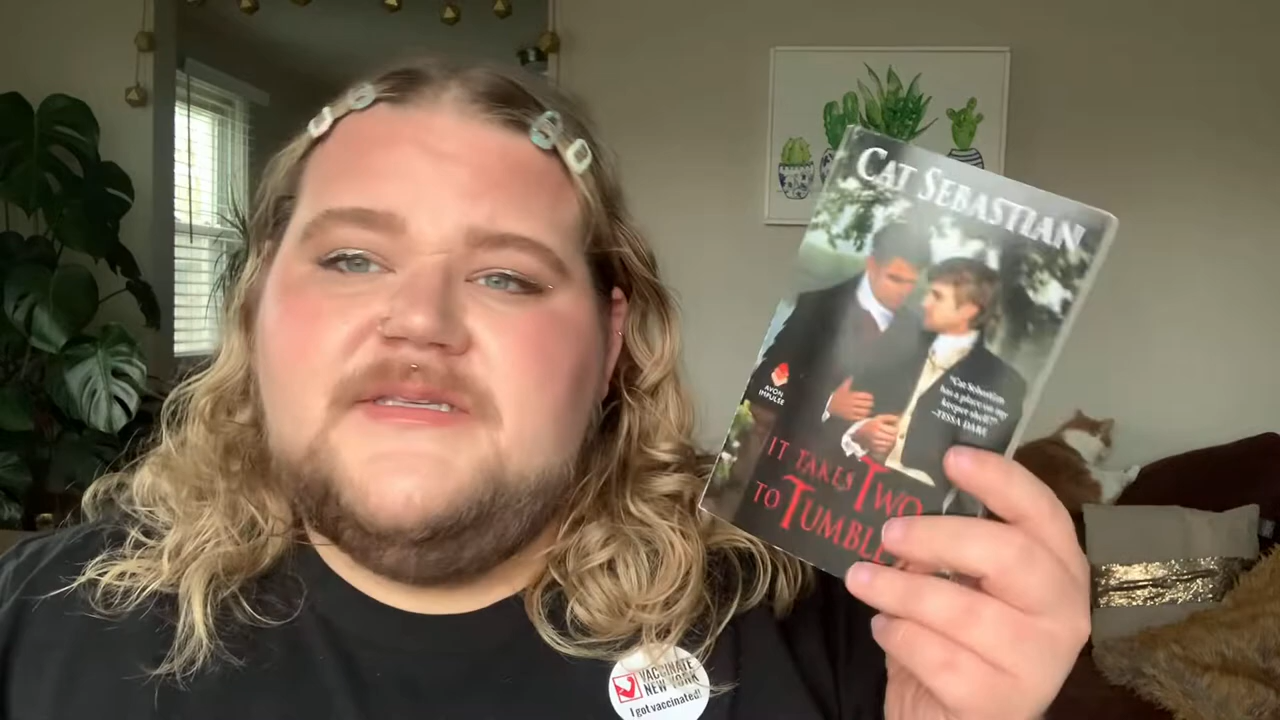 CAT SEBASTIAN
"Cat Sebastian
has a place on my
keeper shelf!"
-TESSA DARE
AVON
IMPULSE
IT TAKES TWO
TO TUMBLE
VACCINATE
NEW YORK
I got vaccinated!